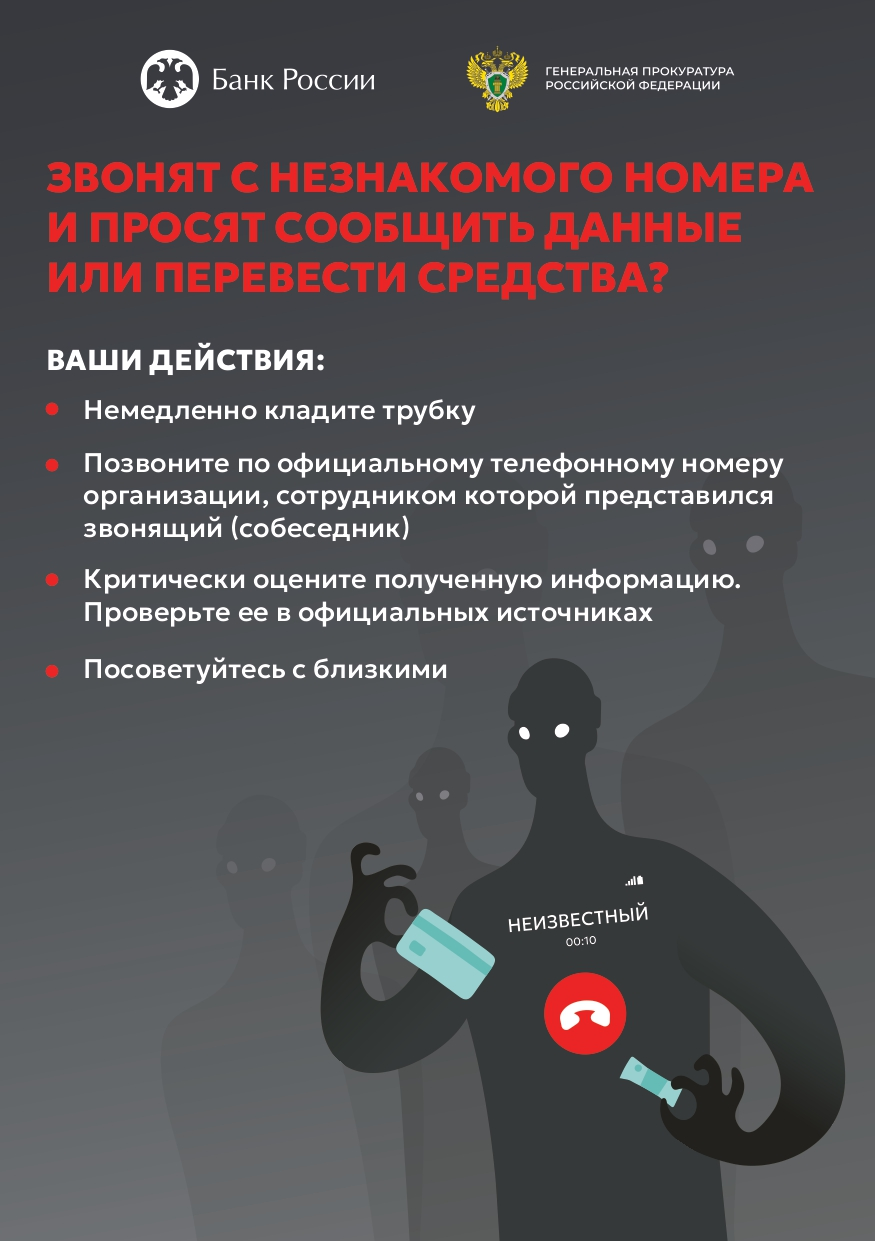 Банк России
ГЕНЕРАЛЬНАЯ ПРОКУРАТУРА
РОССИЙСКОЙ ФЕДЕРАЦИИ
ЗВОНЯТ С НЕЗНАКОМОГО НОМЕРА
И ПРОСЯТ СООБЩИТЬ ДАННЫЕ
ИЛИ ПЕРЕВЕСТИ СРЕДСТВА?
ВАШИ ДЕЙСТВИЯ:
• Немедленно кладите трубку
• Позвоните по официальному телефонному номеру
организации, сотрудником которой представился
звонящий (собеседник)
• Критически оцените полученную информацию.
Проверьте ее в официальных источниках
• Посоветуйтесь с близкими
НЕИЗВЕСТНЫЙ
00:10